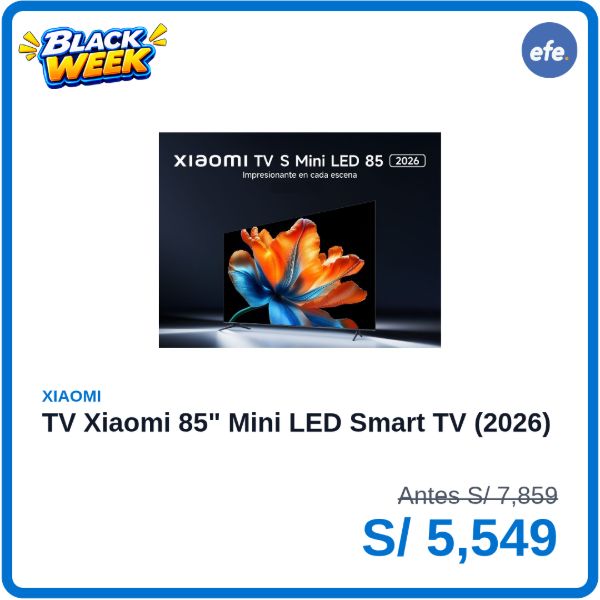 BLACK
WEEK
efe.
XIAOMI TV S Mini LED 85 2026
Impresionante en cada escena
XIAOMI
TV Xiaomi 85" Mini LED Smart TV (2026)
Antes S/ 7,859
S/ 5,549